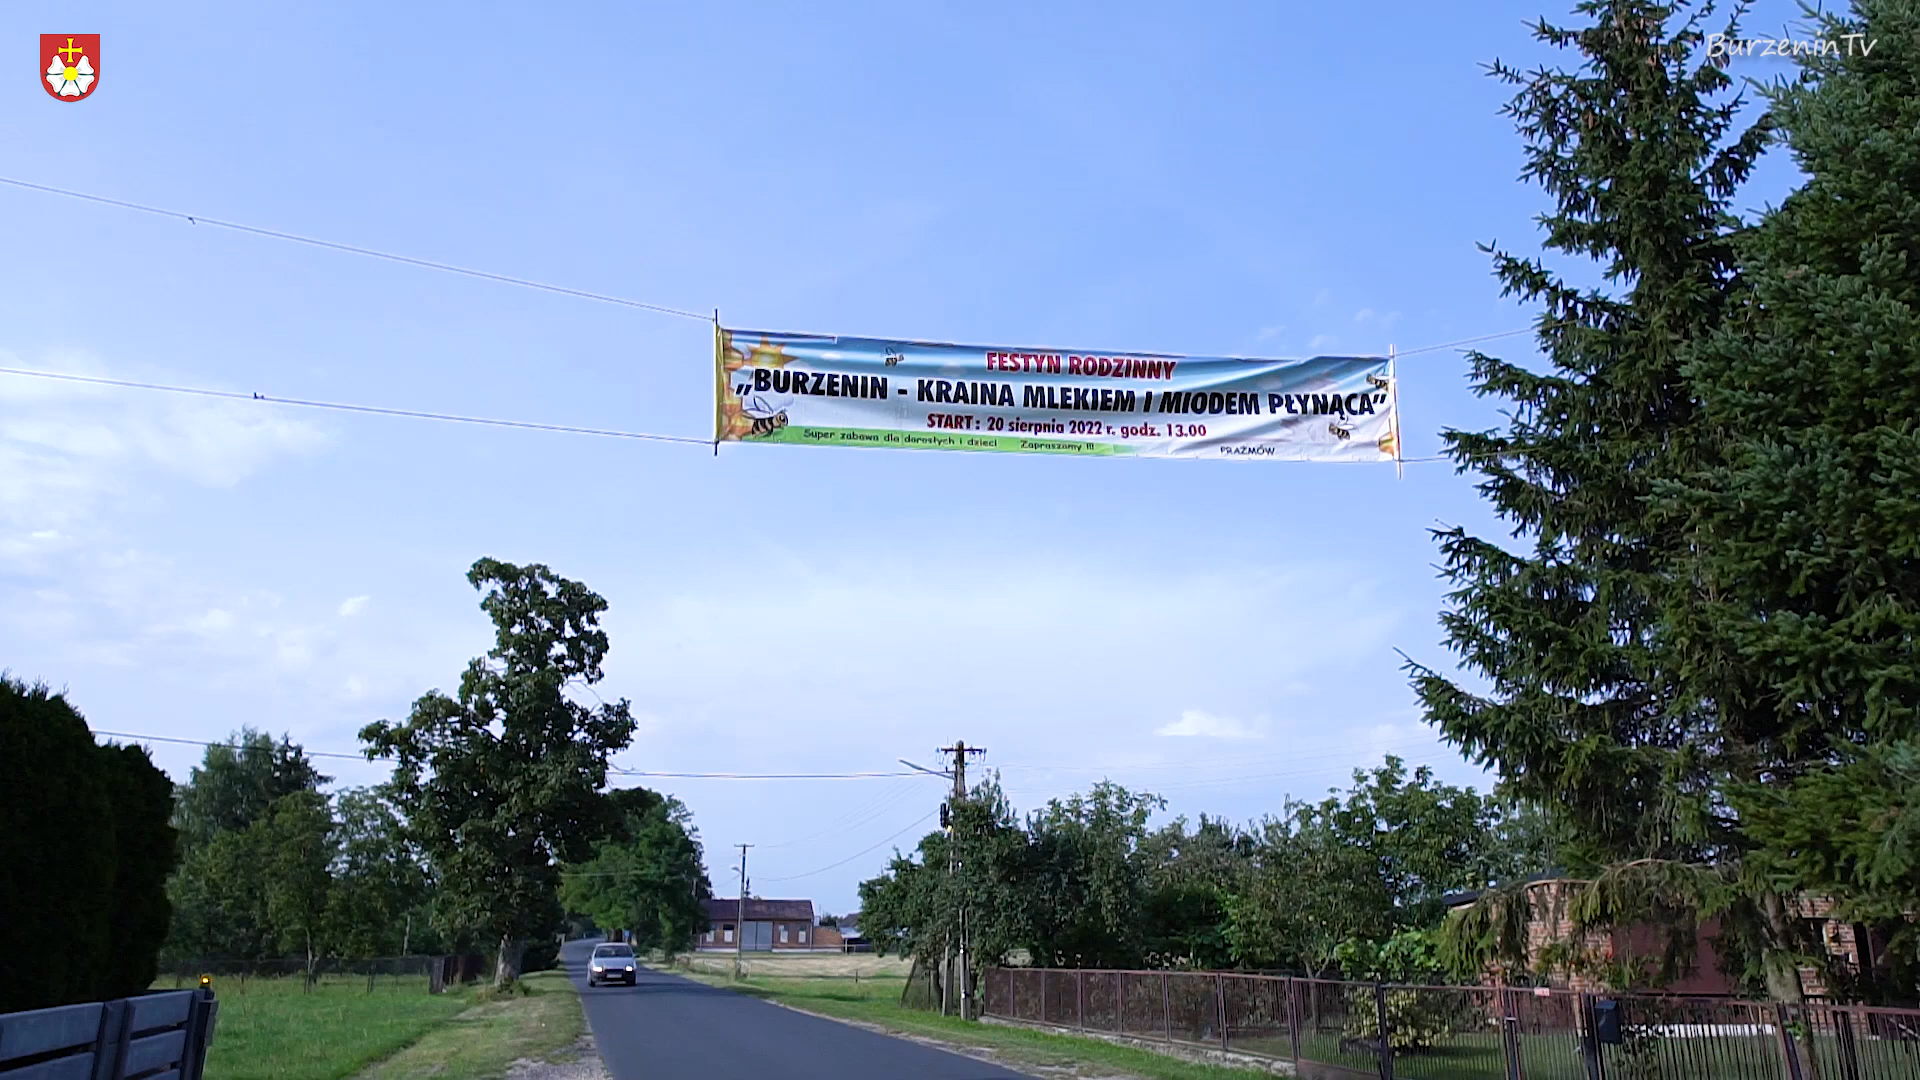 BurzeninTv
FESTYN RODZINNY
„BURZENIN - KRAINA MLEKIEM I MIODEM PŁYNĄCA”
START: 20 sierpnia 2022 r. godz. 13.00
Super zabawa dla dorosłych i dzieci Zapraszamy !!!
PRAŻMÓW